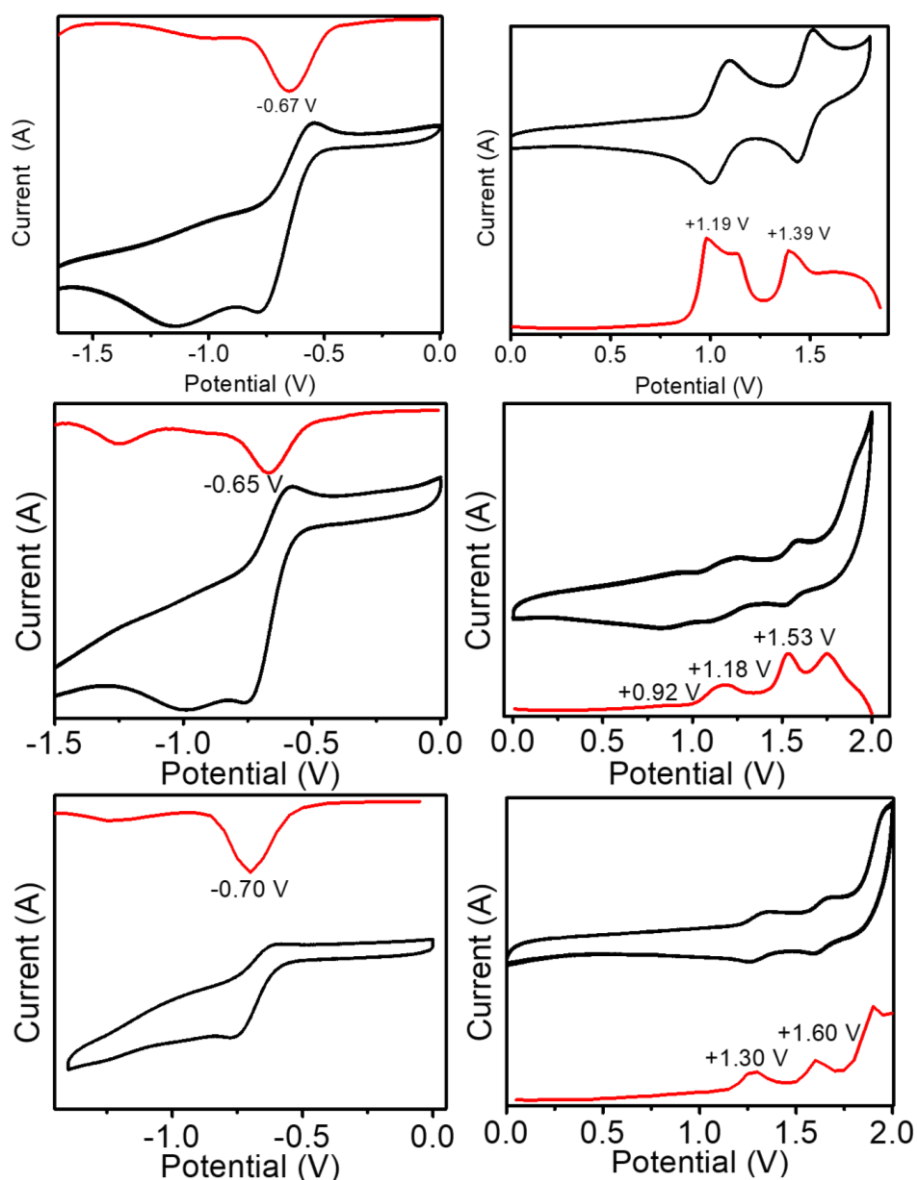 -0.67 V
Current (A)
-1.5 -1.0 -0.5 0.0
Potential (V)
+1.19 V +1.39 V
Current (A)
0.0 0.5 1.0 1.5
Potential (V)
-0.65 V
Current (A)
-1.5 -1.0 -0.5 0.0
Potential (V)
+0.92 V +1.18 V +1.53 V
Current (A)
0.0 0.5 1.0 1.5 2.0
Potential (V)
-0.70 V
Current (A)
-1.0 -0.5 0.0
Potential (V)
+1.30 V +1.60 V
Current (A)
0.0 0.5 1.0 1.5 2.0
Potential (V)